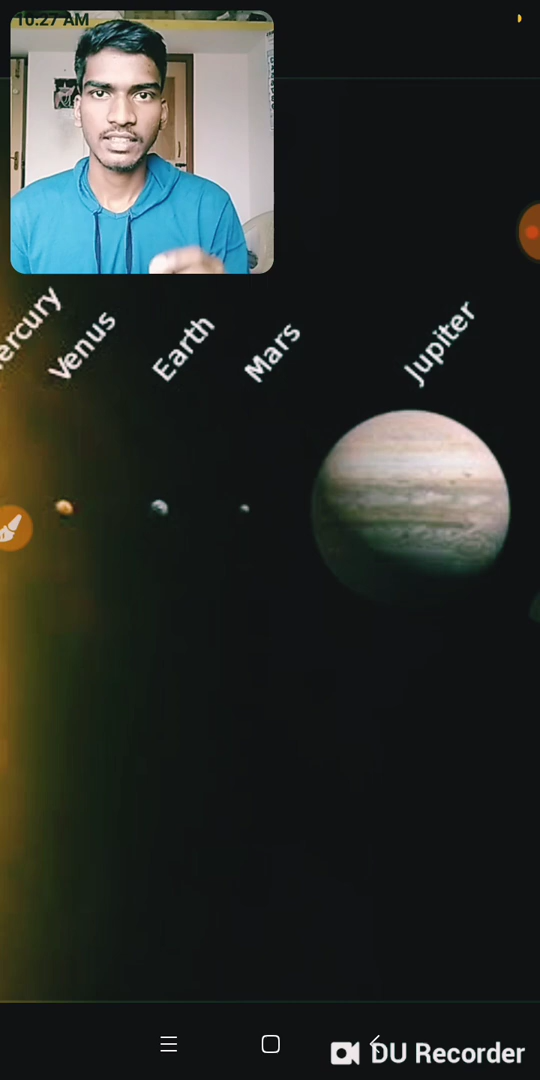 10:27 AM
ercury
Venus
Earth
Mars
Jupiter
DU Recorder